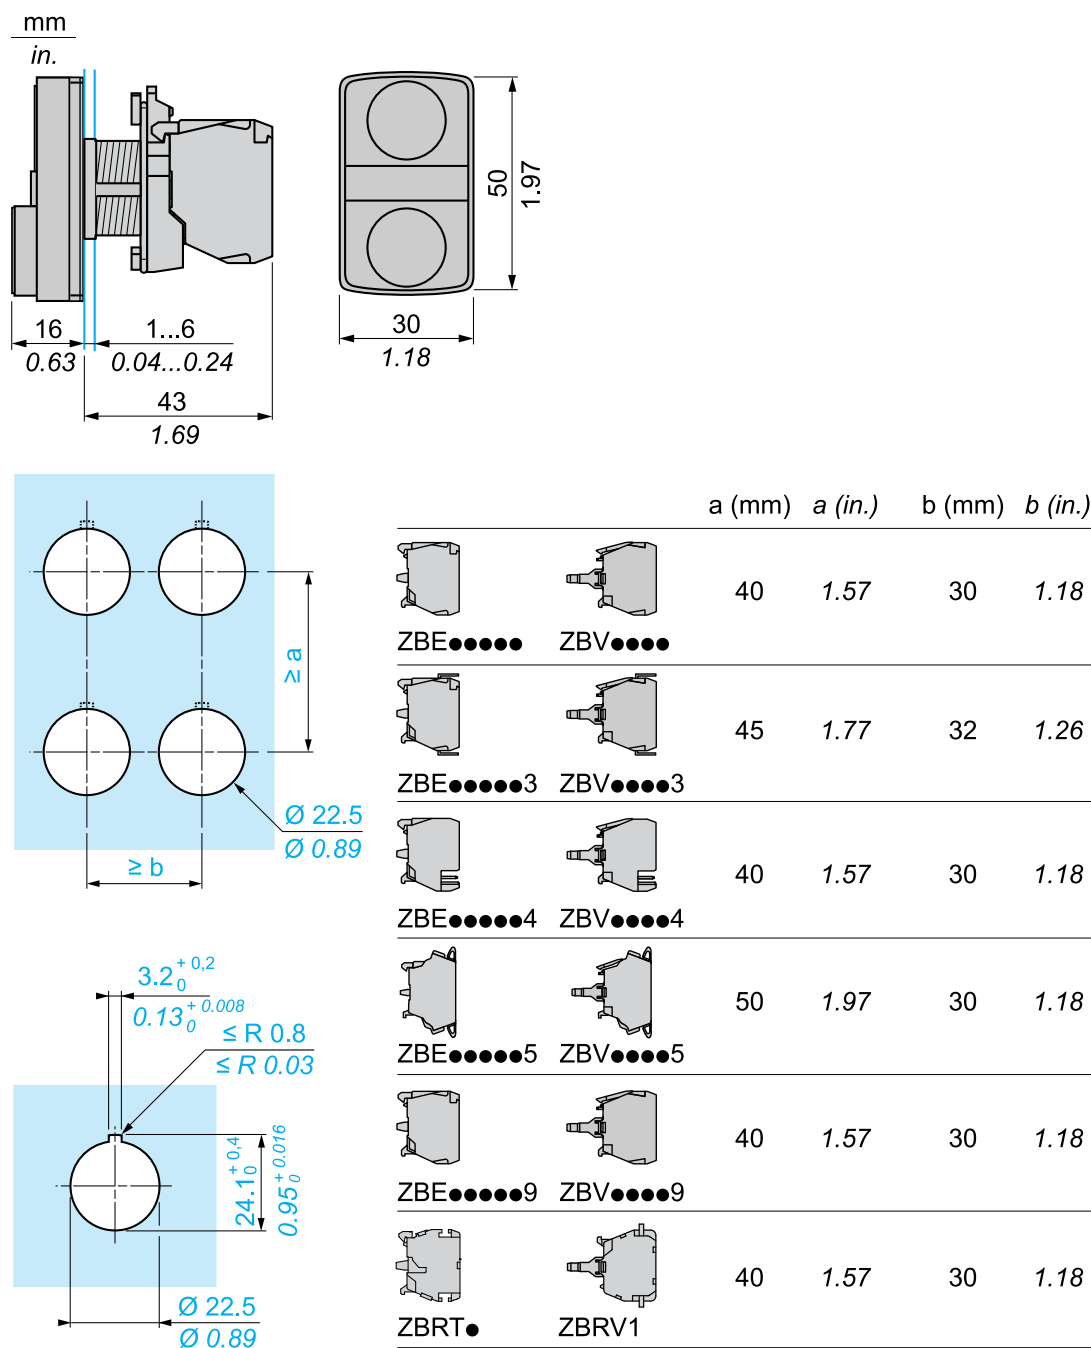 mm
in.
50
1.97
16
0.63
1...6
0.04...0.24
43
1.69
30
1.18
≥ a
Ø 22.5
Ø 0.89
≥ b
a (mm) a (in.) b (mm) b (in.)
ZBE●●●●● ZBV●●●● 40 1.57 30 1.18
ZBE●●●●●3 ZBV●●●●3 45 1.77 32 1.26
ZBE●●●●●4 ZBV●●●●4 40 1.57 30 1.18
ZBE●●●●●5 ZBV●●●●5 50 1.97 30 1.18
ZBE●●●●●9 ZBV●●●●9 40 1.57 30 1.18
ZBRT● ZBRV1 40 1.57 30 1.18
3.2 + 0,2 0
0.13 + 0.008 0
≤ R 0.8
≤ R 0.03
24.1 + 0,4 0
0.95 + 0.016 0
Ø 22.5
Ø 0.89